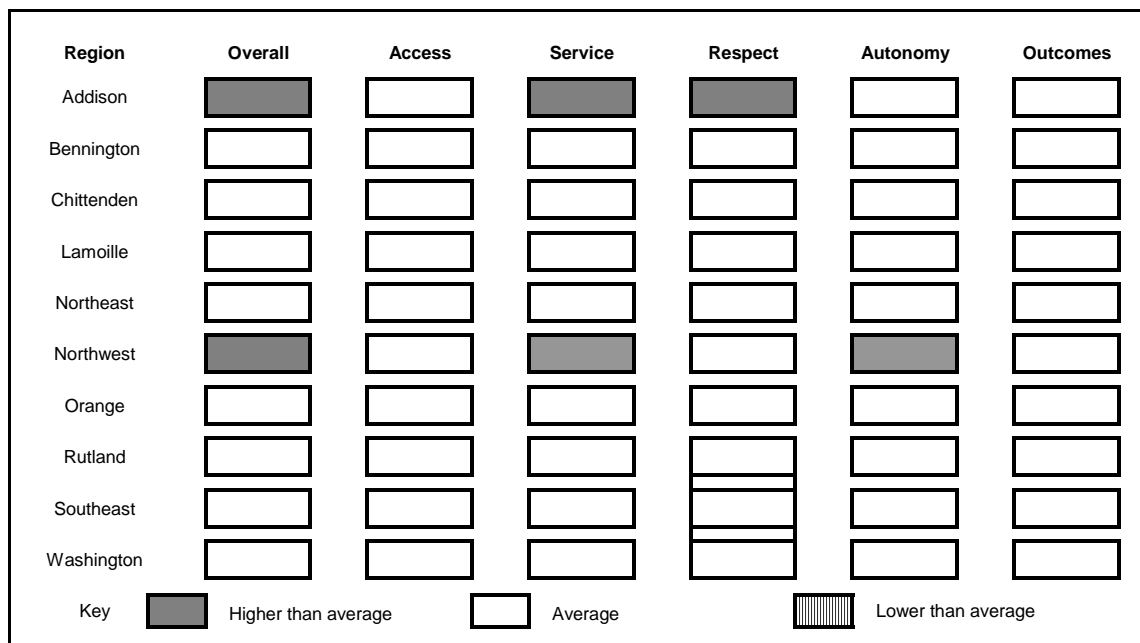 Region Overall Access Service Respect Autonomy Outcomes
Addison
Bennington
Chittenden
Lamoille
Northeast
Northwest
Orange
Rutland
Southeast
Washington
Key Higher than average Average Lower than average